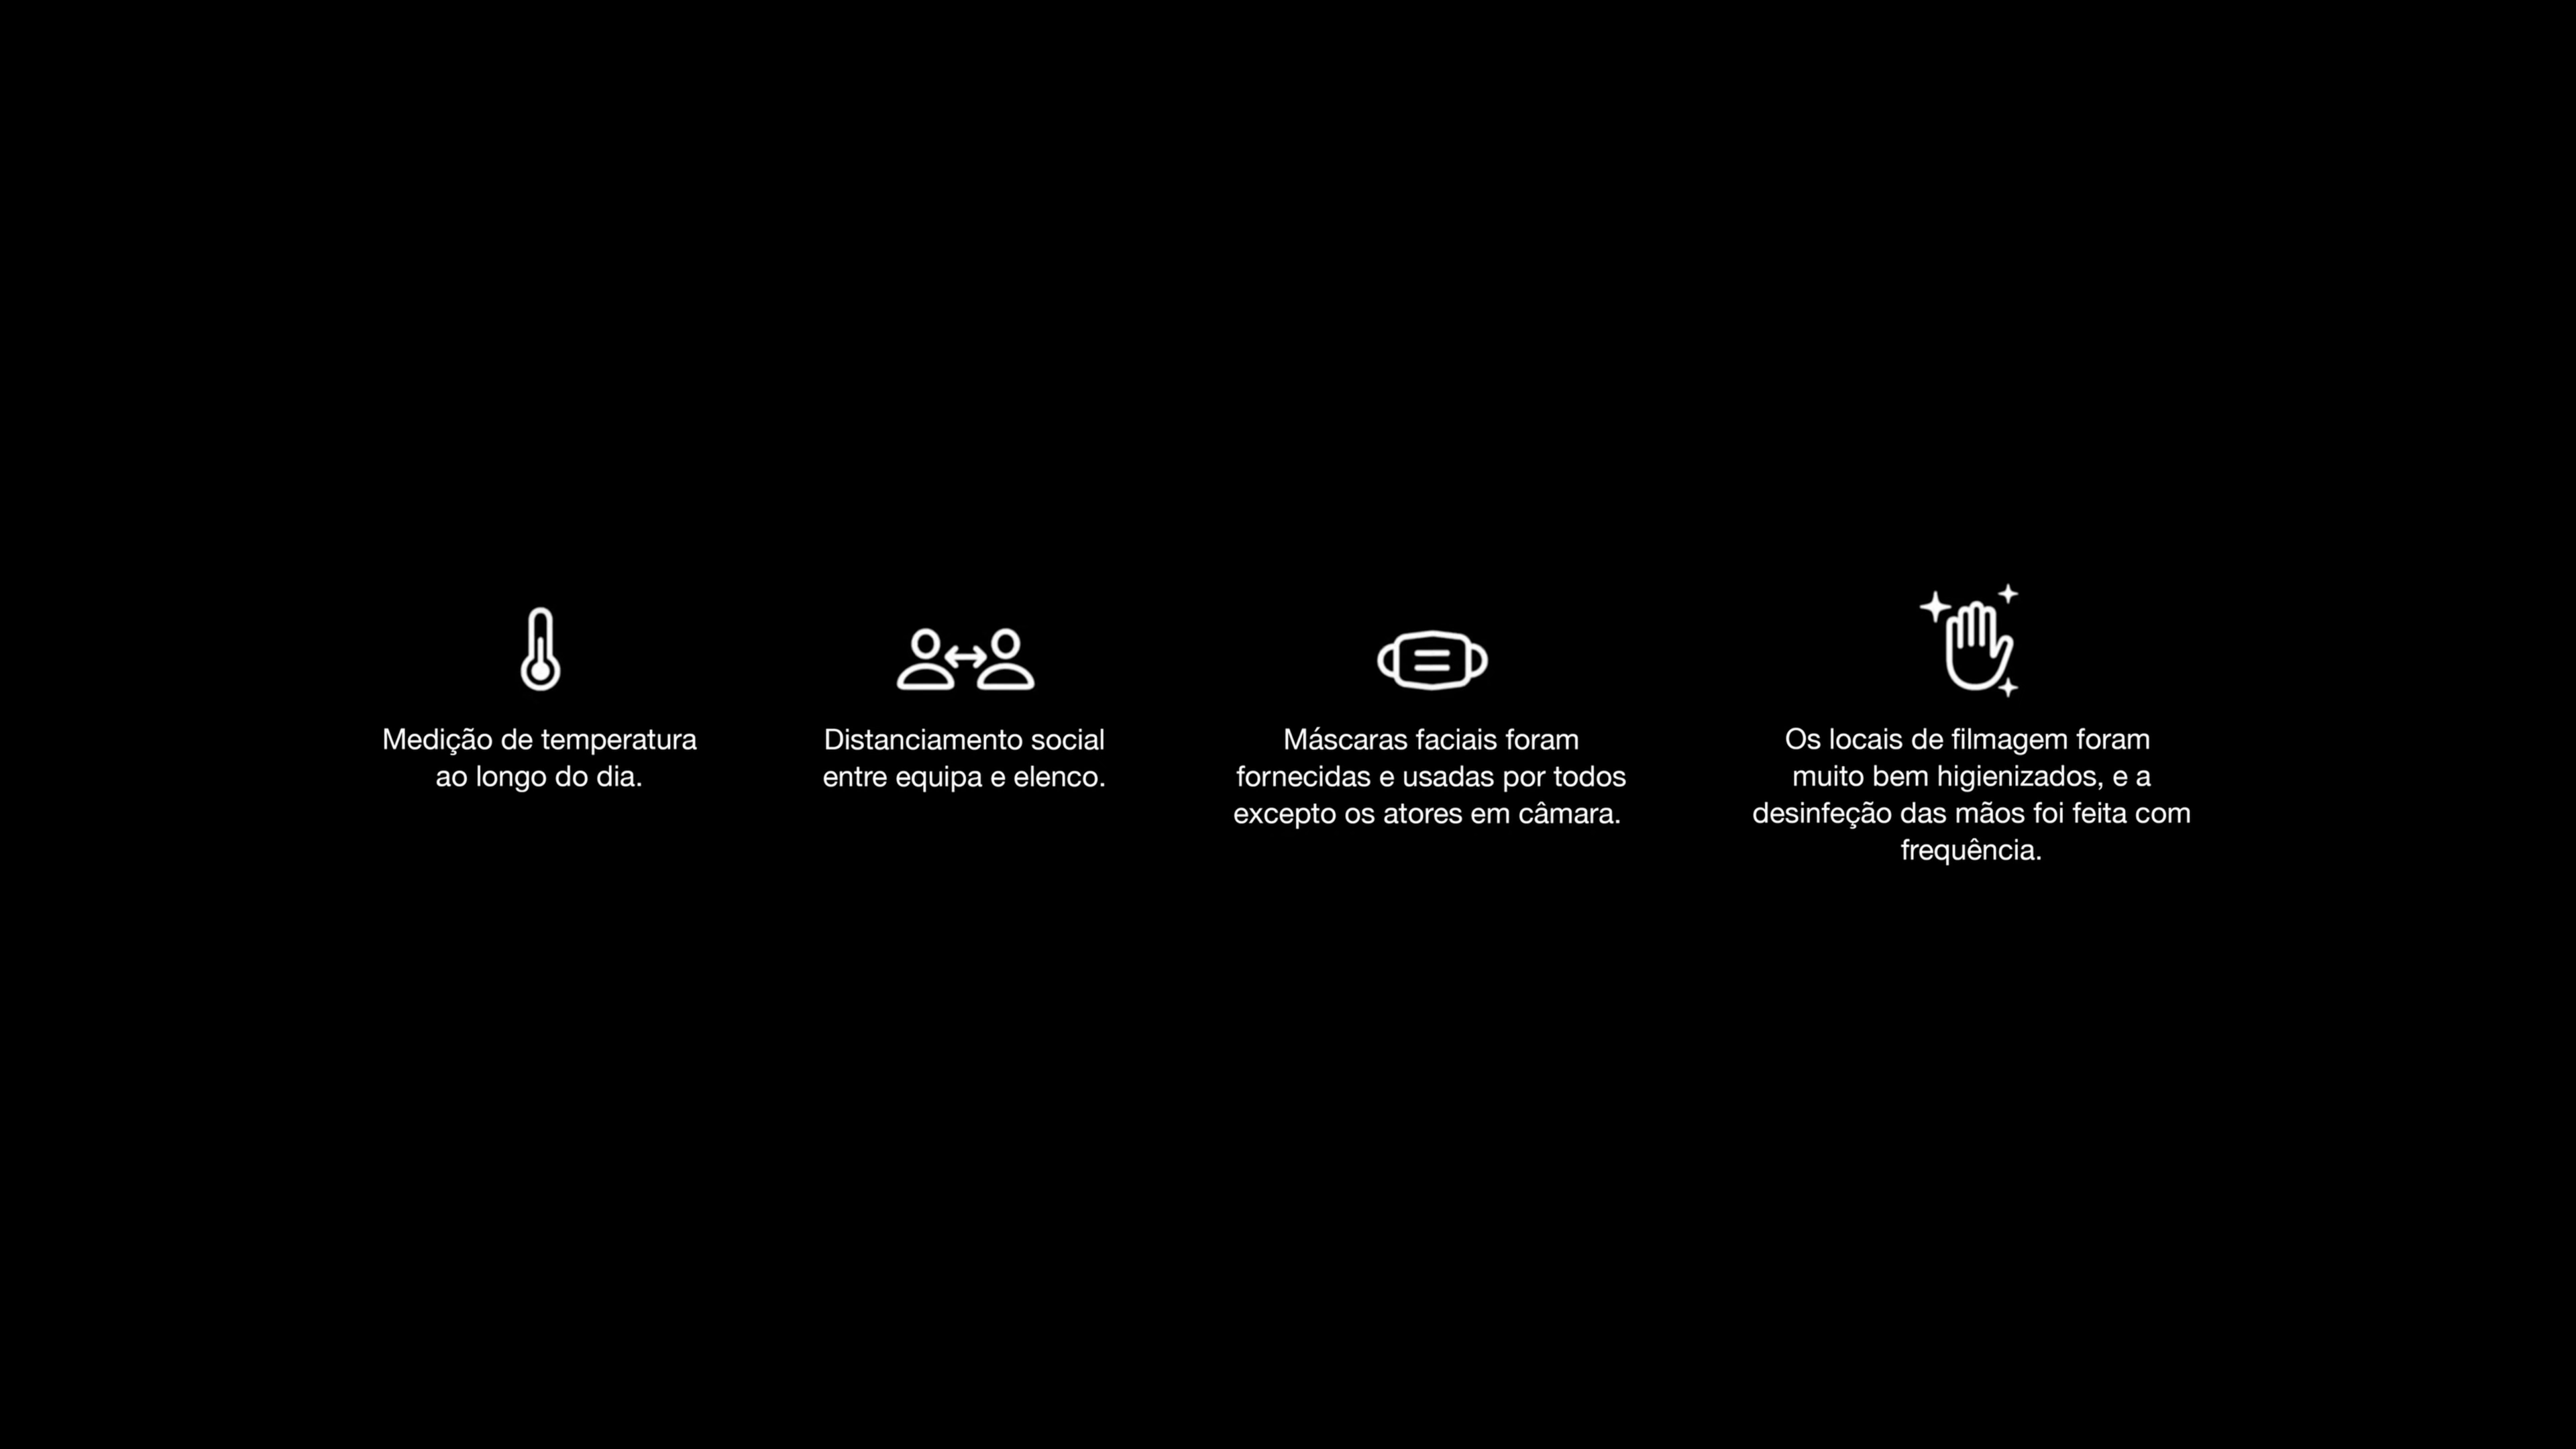 Medição de temperatura
ao longo do dia.
Distanciamento social
entre equipa e elenco.
Máscaras faciais foram
fornecidas e usadas por todos
excepto os atores em câmara.
Os locais de filmagem foram
muito bem higienizados, e a
desinfeção das mãos foi feita com
frequência.